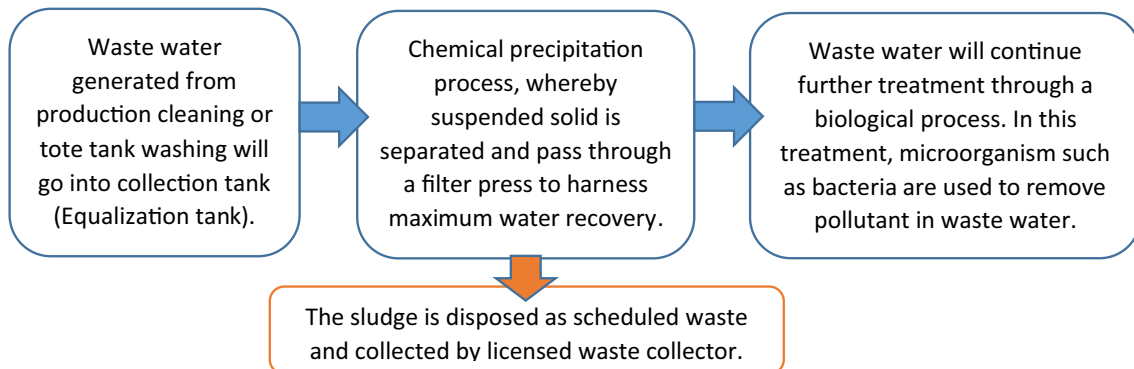 Waste water
generated from
production cleaning or
tote tank washing will
go into collection tank
(Equalization tank).
Chemical precipitation
process, whereby
suspended solid is
separated and pass through
a filter press to harness
maximum water recovery.
Waste water will continue
further treatment through a
biological process. In this
treatment, microorganism such
as bacteria are used to remove
pollutant in waste water.
The sludge is disposed as scheduled waste
and collected by licensed waste collector.